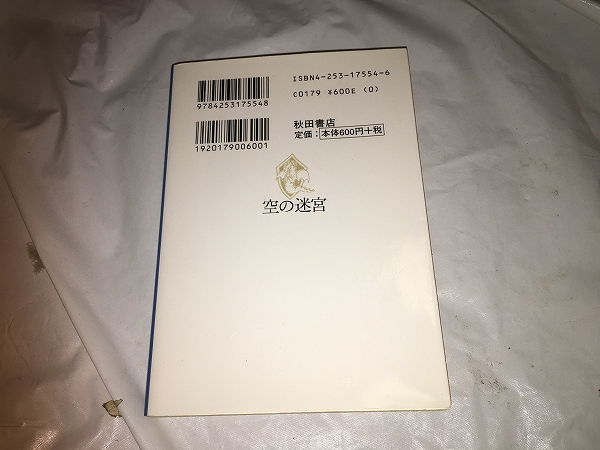 ISBN4-253-17554-6
C0179 ¥600E (0)
9784253175548
1920179006001
秋田書店
定価：本体600円+税
空の迷宮